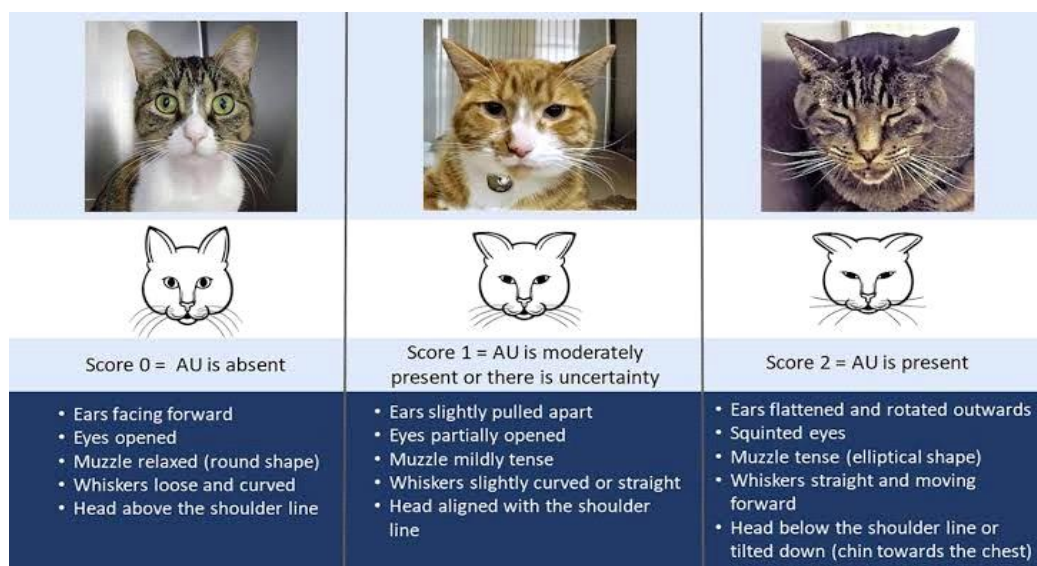 Score 0 = AU is absent
Score 1 = AU is moderately
present or there is uncertainty
Score 2 = AU is present
• Ears facing forward
• Eyes opened
• Muzzle relaxed (round shape)
• Whiskers loose and curved
• Head above the shoulder line
• Ears slightly pulled apart
• Eyes partially opened
• Muzzle mildly tense
• Whiskers slightly curved or straight
• Head aligned with the shoulder
line
• Ears flattened and rotated outwards
• Squinted eyes
• Muzzle tense (elliptical shape)
• Whiskers straight and moving
forward
• Head below the shoulder line or
tilted down (chin towards the chest)